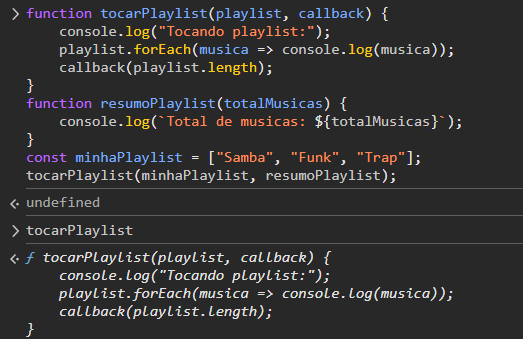 > function tocarPlaylist(playlist, callback) {
    console.log("Tocando playlist:");
    playlist.forEach(musica => console.log(musica));
    callback(playlist.length);
}
function resumoPlaylist(totalMusicas) {
    console.log(`Total de musicas: ${totalMusicas}`);
}
const minhaPlaylist = ["Samba", "Funk", "Trap"];
tocarPlaylist(minhaPlaylist, resumoPlaylist);
undefined
> tocarPlaylist
ƒ tocarPlaylist(playlist, callback) {
    console.log("Tocando playlist:");
    playlist.forEach(musica => console.log(musica));
    callback(playlist.length);
}